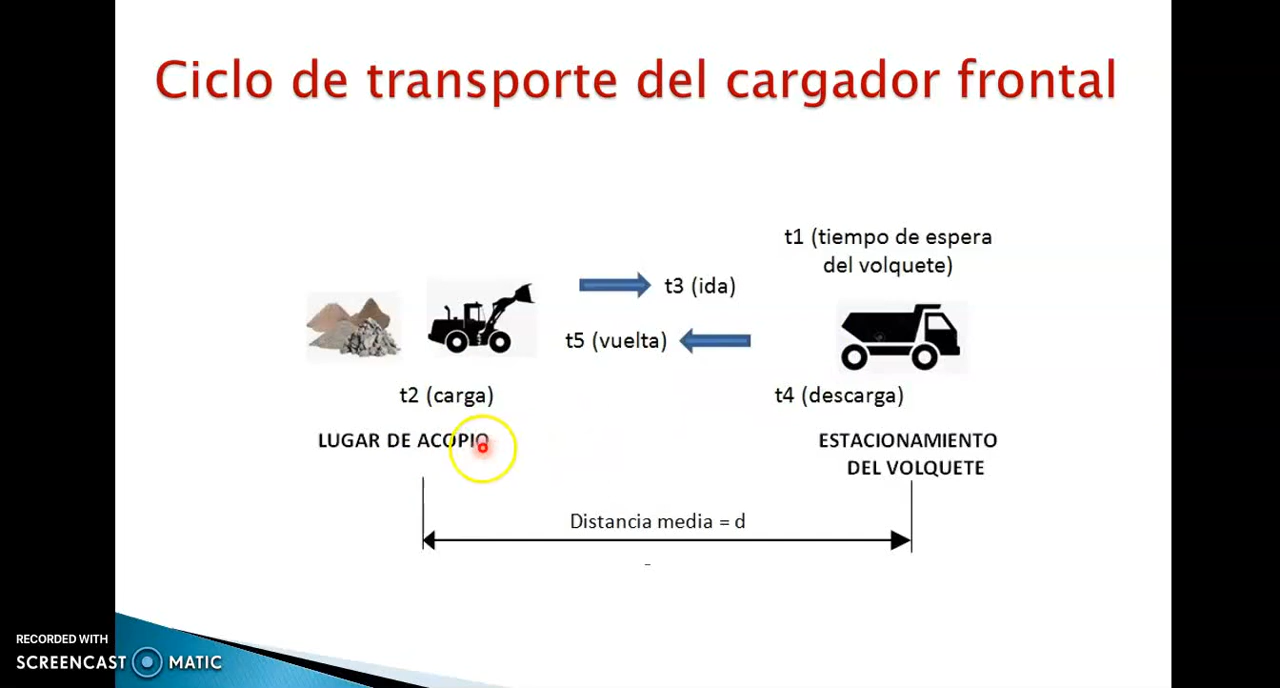 Ciclo de transporte del cargador frontal
t1 (tiempo de espera
del volquete)
t3 (ida)
t5 (vuelta)
t2 (carga)
t4 (descarga)
LUGAR DE ACOPIO
ESTACIONAMIENTO
DEL VOLQUETE
Distancia media = d
RECORDED WITH
SCREENCAST MATIC